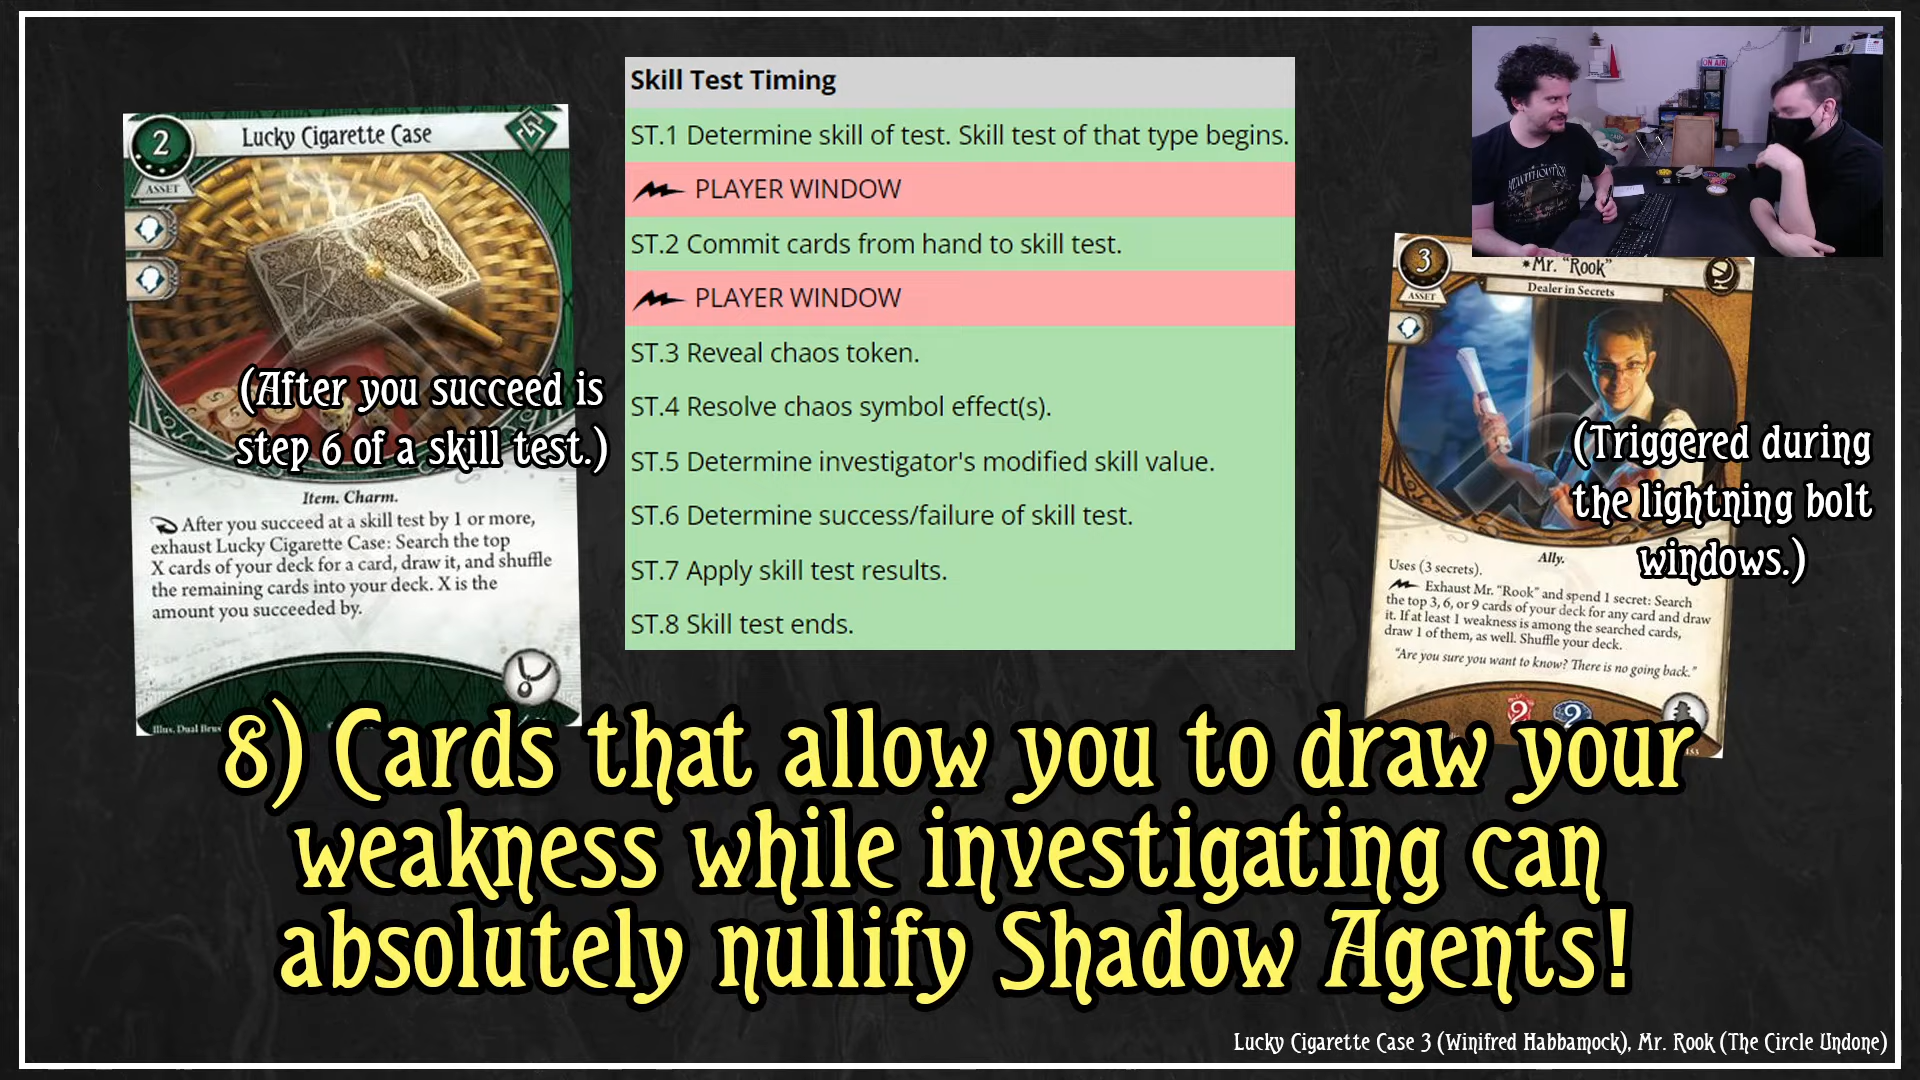 2
Lucky Cigarette Case
ASSET
(After you succeed is
step 6 of a skill test.)
Item. Charm.
After you succeed at a skill test by 1 or more,
exhaust Lucky Cigarette Case: Search the top
X cards of your deck for a card, draw it, and shuffle
the remaining cards into your deck. X is the
amount you succeeded by.
Illus. Dual Brus
Skill Test Timing
ST.1 Determine skill of test. Skill test of that type begins.
PLAYER WINDOW
ST.2 Commit cards from hand to skill test.
PLAYER WINDOW
ST.3 Reveal chaos token.
ST.4 Resolve chaos symbol effect(s).
ST.5 Determine investigator's modified skill value.
ST.6 Determine success/failure of skill test.
ST.7 Apply skill test results.
ST.8 Skill test ends.
ON AIR
3
Mr. “Rook”
Dealer in Secrets
ASSET
(Triggered during
the lightning bolt
windows.)
Ally.
Uses (3 secrets).
Exhaust Mr. “Rook” and spend 1 secret: Search
the top 3, 6, or 9 cards of your deck for any card and draw
it. If at least 1 weakness is among the searched cards,
draw 1 of them, as well. Shuffle your deck.
“Are you sure you want to know? There is no going back.”
2 2
153
8) Cards that allow you to draw your
weakness while investigating can
absolutely nullify Shadow Agents!
Lucky Cigarette Case 3 (Winifred Habbamock), Mr. Rook (The Circle Undone)